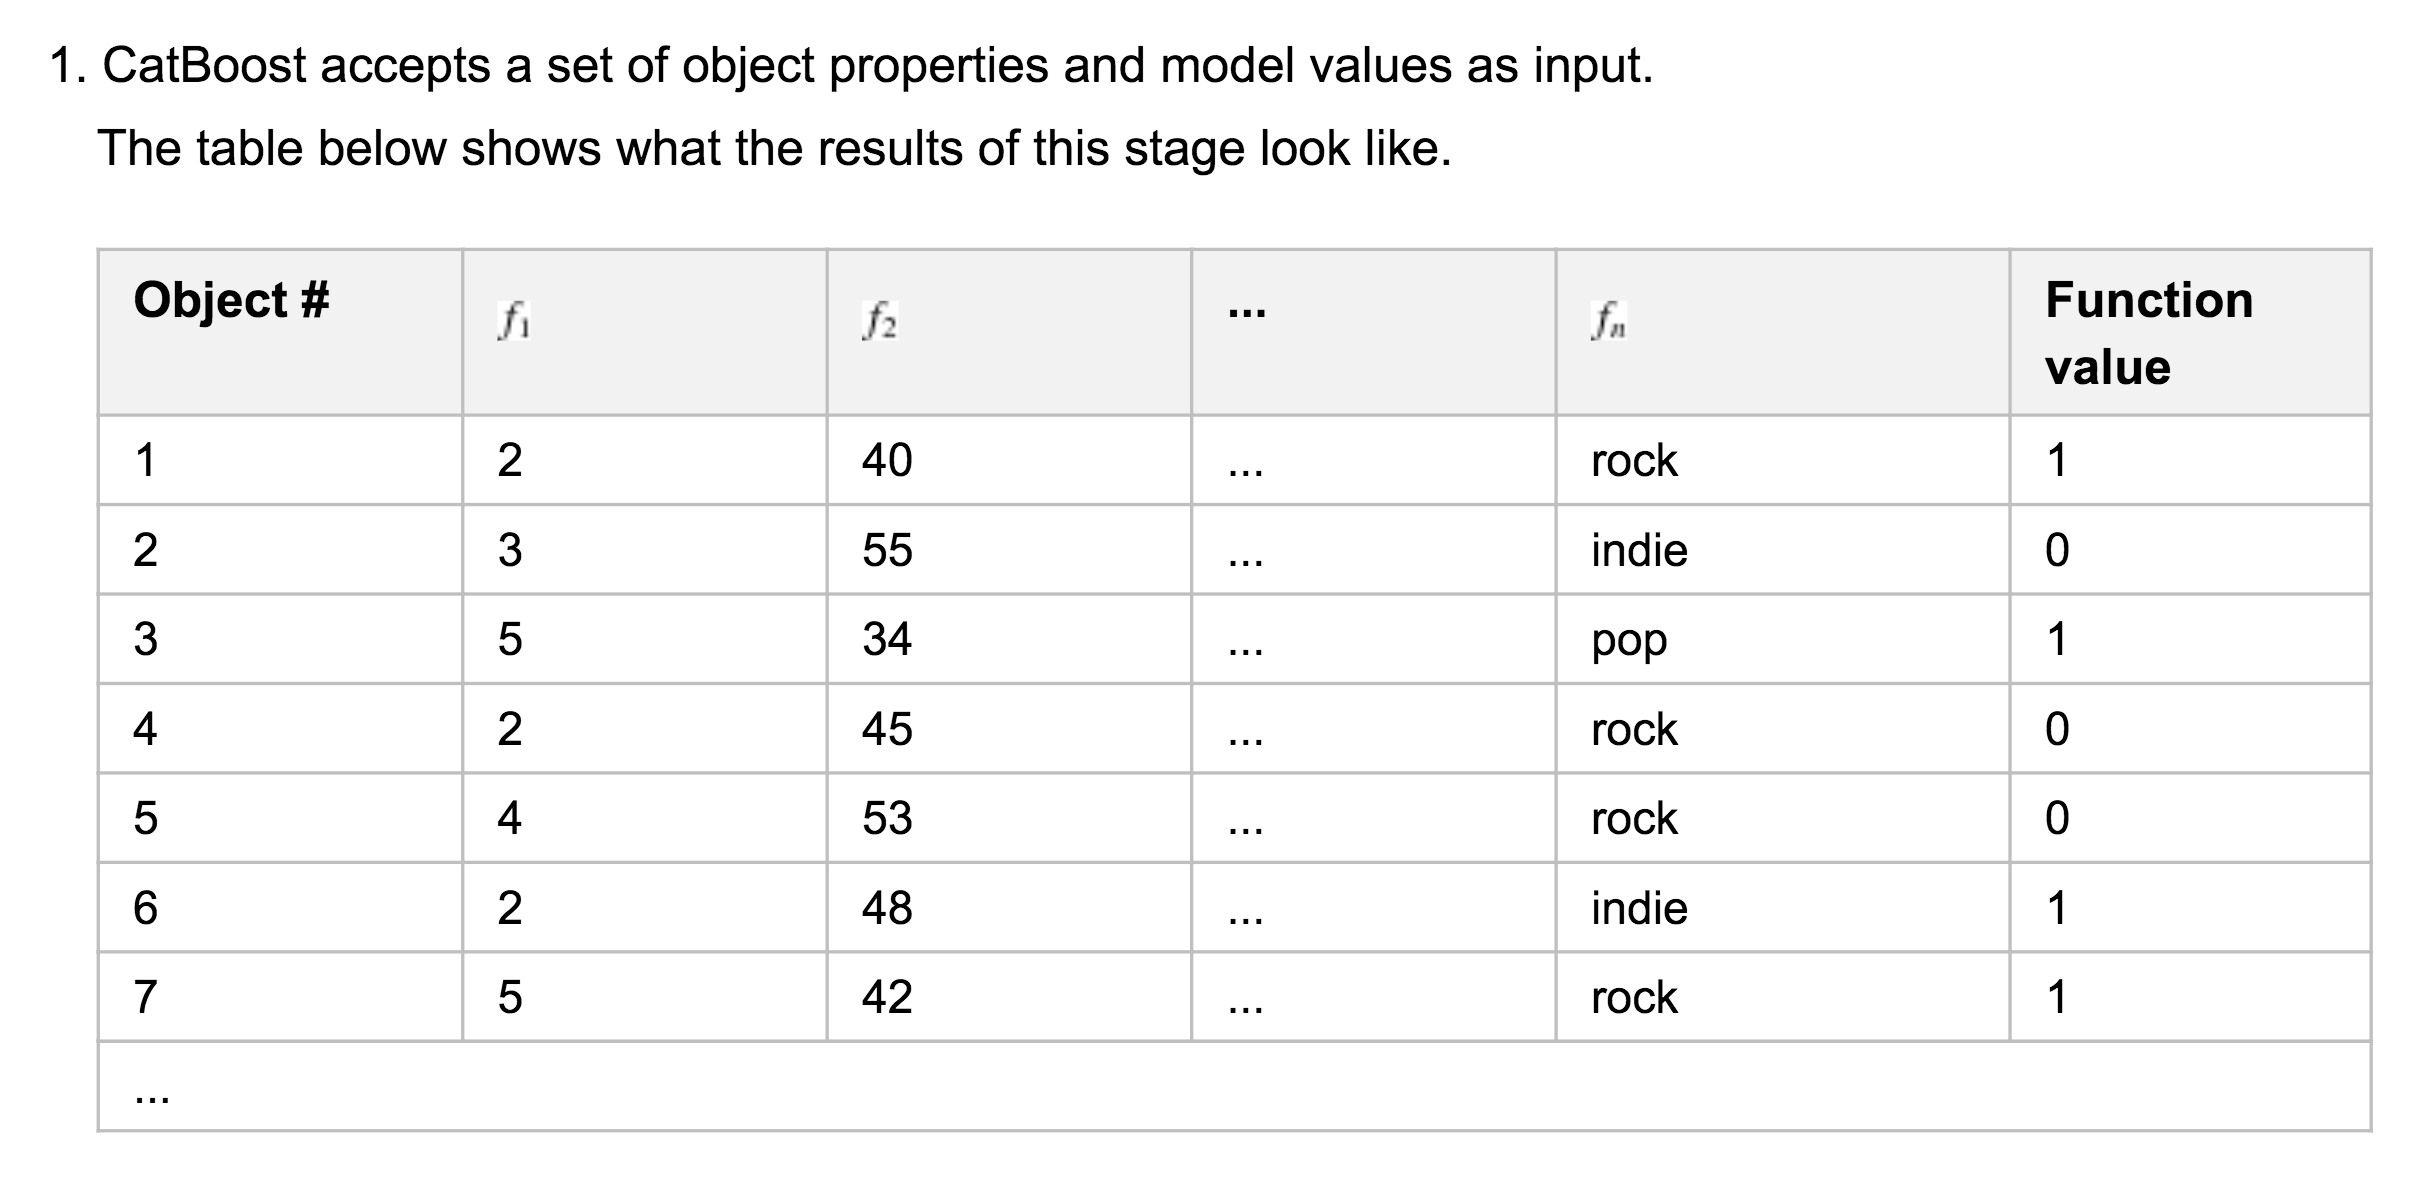 1. CatBoost accepts a set of object properties and model values as input.
The table below shows what the results of this stage look like.
Object # f1 f2 ... fn Function value
1 2 40 ... rock 1
2 3 55 ... indie 0
3 5 34 ... pop 1
4 2 45 ... rock 0
5 4 53 ... rock 0
6 2 48 ... indie 1
7 5 42 ... rock 1
...